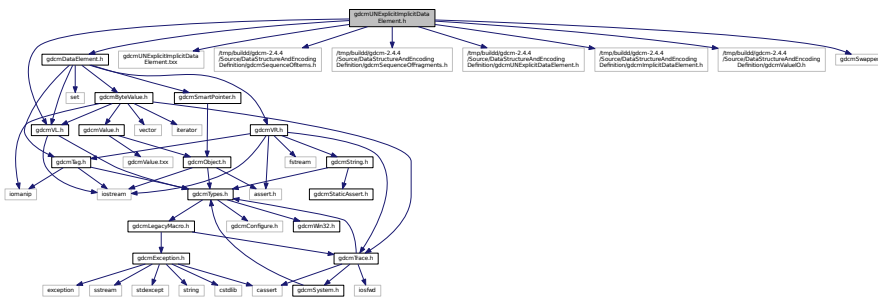 gdcmUNExplicitImplicitData
Element.h
gdcmDataElement.h
gdcmUNExplicitImplicitData
Element.txx
/tmp/buildd/gdcm-2.4.4
/Source/DataStructureAndEncoding
Definition/gdcmSequenceOfItems.h
/tmp/buildd/gdcm-2.4.4
/Source/DataStructureAndEncoding
Definition/gdcmSequenceOfFragments.h
/tmp/buildd/gdcm-2.4.4
/Source/DataStructureAndEncoding
Definition/gdcmUNExplicitDataElement.h
/tmp/buildd/gdcm-2.4.4
/Source/DataStructureAndEncoding
Definition/gdcmImplicitDataElement.h
/tmp/buildd/gdcm-2.4.4
/Source/DataStructureAndEncoding
Definition/gdcmValueIO.h
gdcmSwapper
set
gdcmByteValue.h
gdcmSmartPointer.h
gdcmVL.h
gdcmValue.h
vector
iterator
gdcmVR.h
gdcmTag.h
gdcmValue.txx
gdcmObject.h
fstream
gdcmString.h
iomanip
iostream
gdcmTypes.h
assert.h
gdcmStaticAssert.h
gdcmLegacyMacro.h
gdcmConfigure.h
gdcmWin32.h
gdcmException.h
gdcmTrace.h
exception
sstream
stdexcept
string
cstdlib
cassert
gdcmSystem.h
iosfwd